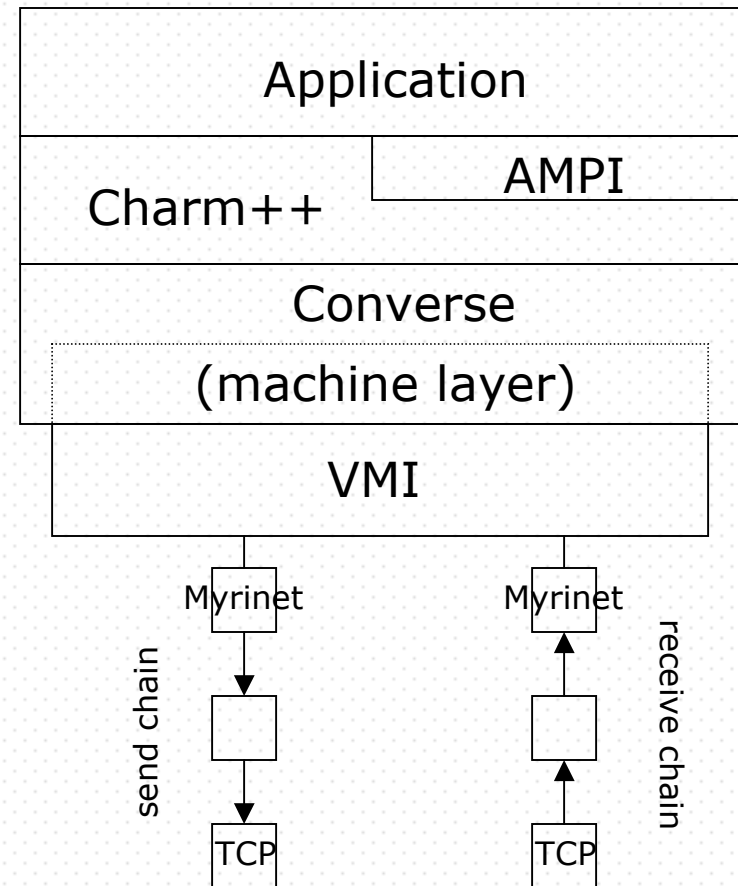 Application
AMPI
Charm++
Converse
(machine layer)
VMI
Myrinet
Myrinet
send chain
receive chain
TCP
TCP